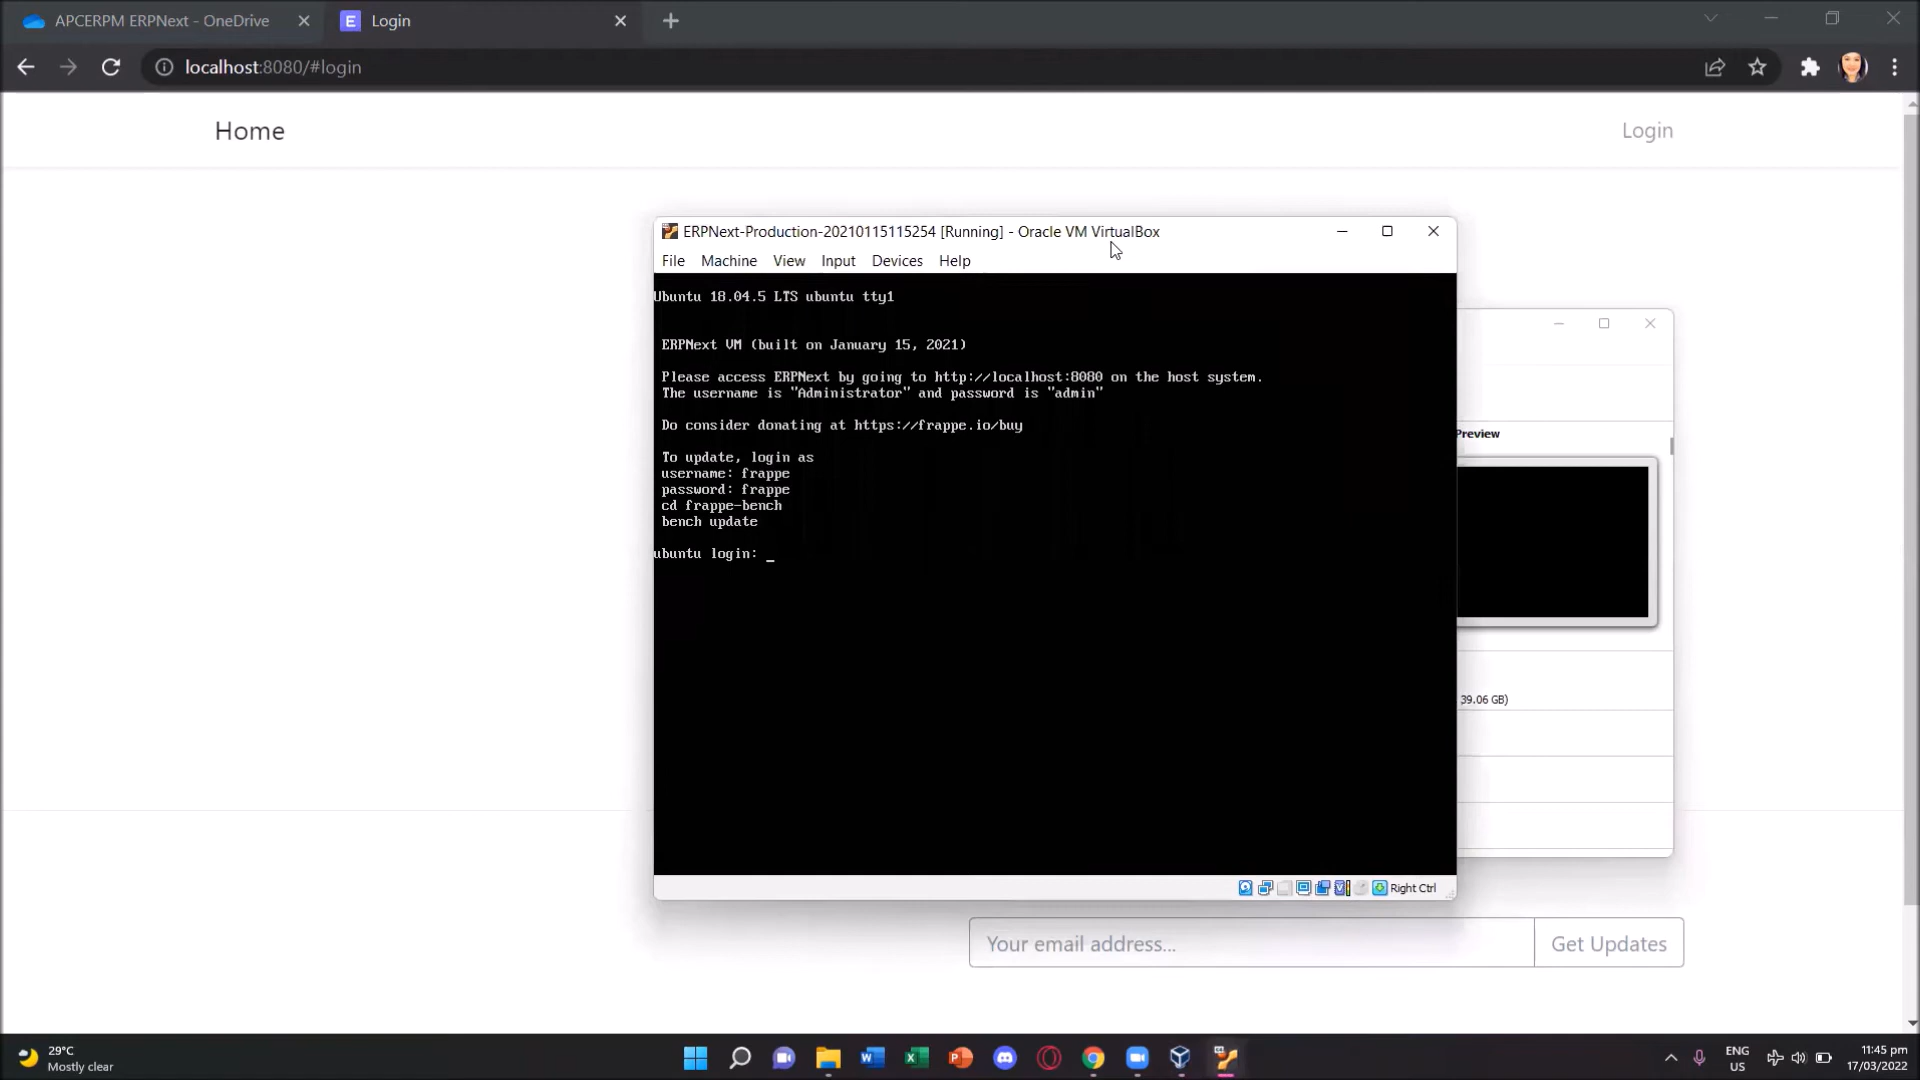 APCERPM ERPNext - OneDrive
E
Login
localhost:8080/#login
Home
Login
ERPNext-Production-20210115115254 [Running] - Oracle VM VirtualBox
File Machine View Input Devices Help
Ubuntu 18.04.5 LTS ubuntu tty1
ERPNext VM (built on January 15, 2021)
Please access ERPNext by going to http://localhost:8080 on the host system.
The username is "Administrator" and password is "admin"
Do consider donating at https://frappe.io/buy
To update, login as
username: frappe
password: frappe
cd frappe-bench
bench update
ubuntu login: _
Preview
39.06 GB)
Right Ctrl
Your email address...
Get Updates
29°C
Mostly clear
ENG
US
11:45 pm
17/03/2022